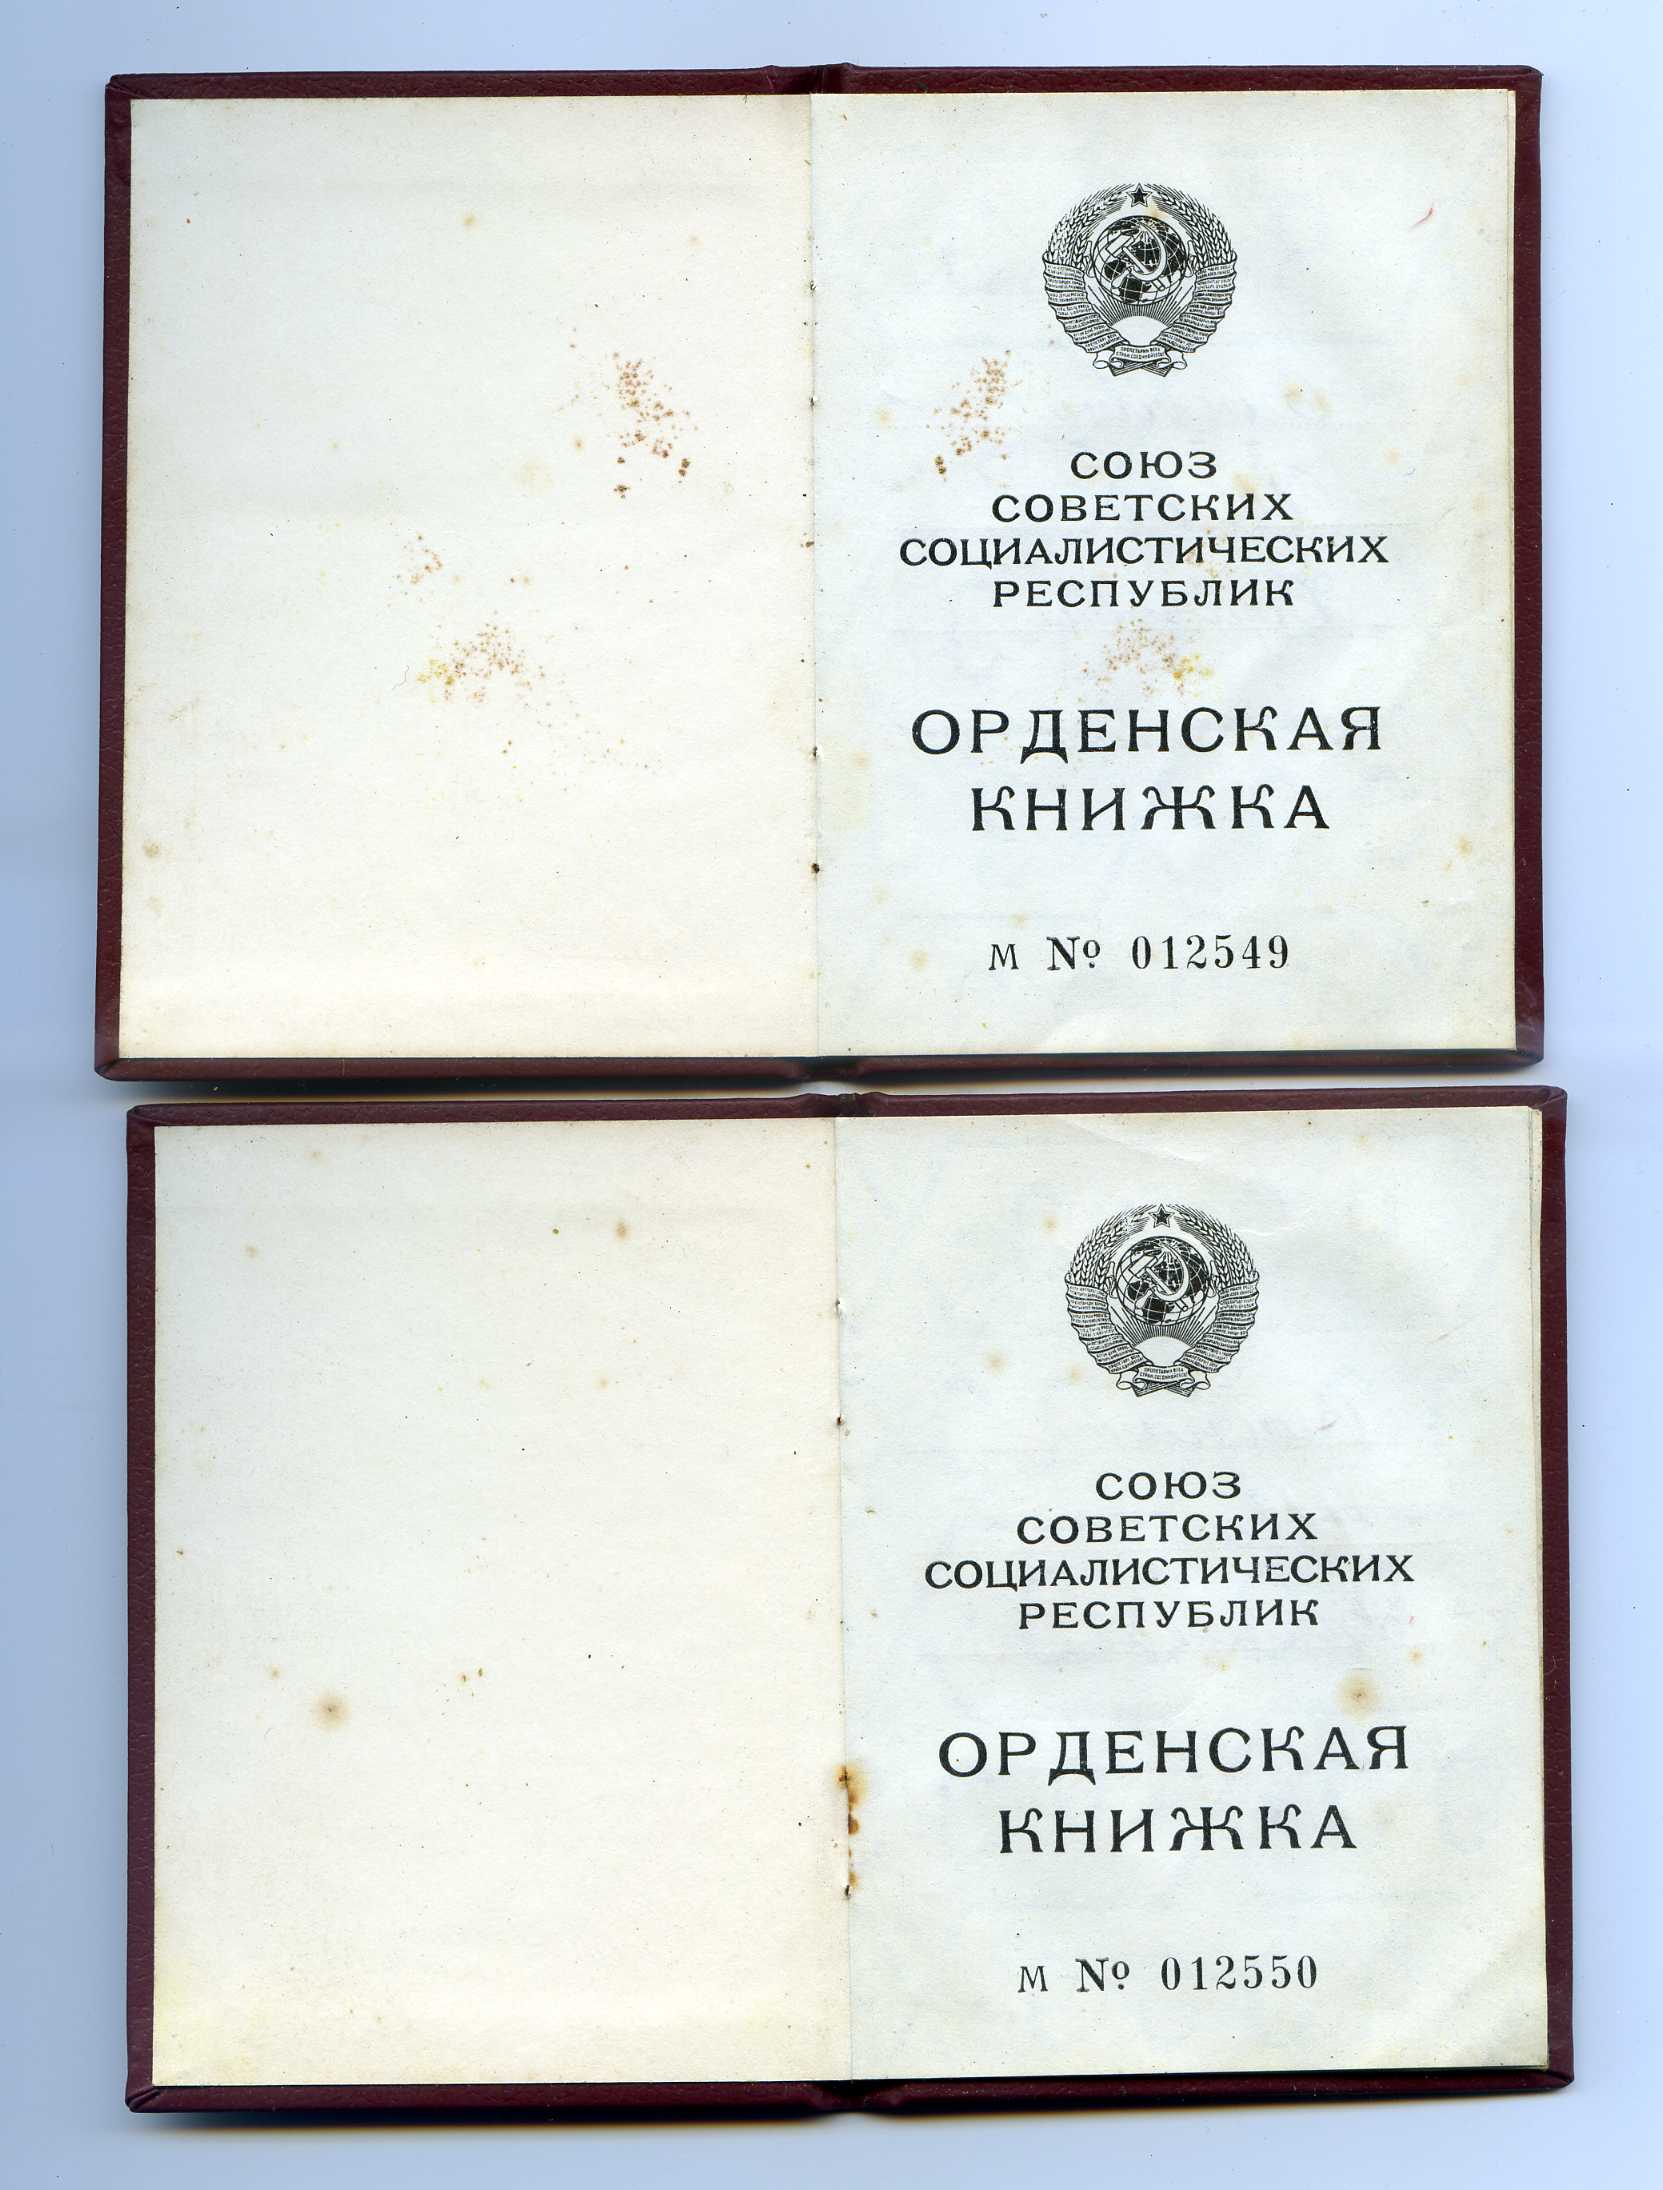 СОЮЗ
СОВЕТСКИХ
СОЦИАЛИСТИЧЕСКИХ
РЕСПУБЛИК
ОРДЕНСКАЯ
КНИЖКА
М № 012549
СОЮЗ
СОВЕТСКИХ
СОЦИАЛИСТИЧЕСКИХ
РЕСПУБЛИК
ОРДЕНСКАЯ
КНИЖКА
М № 012550